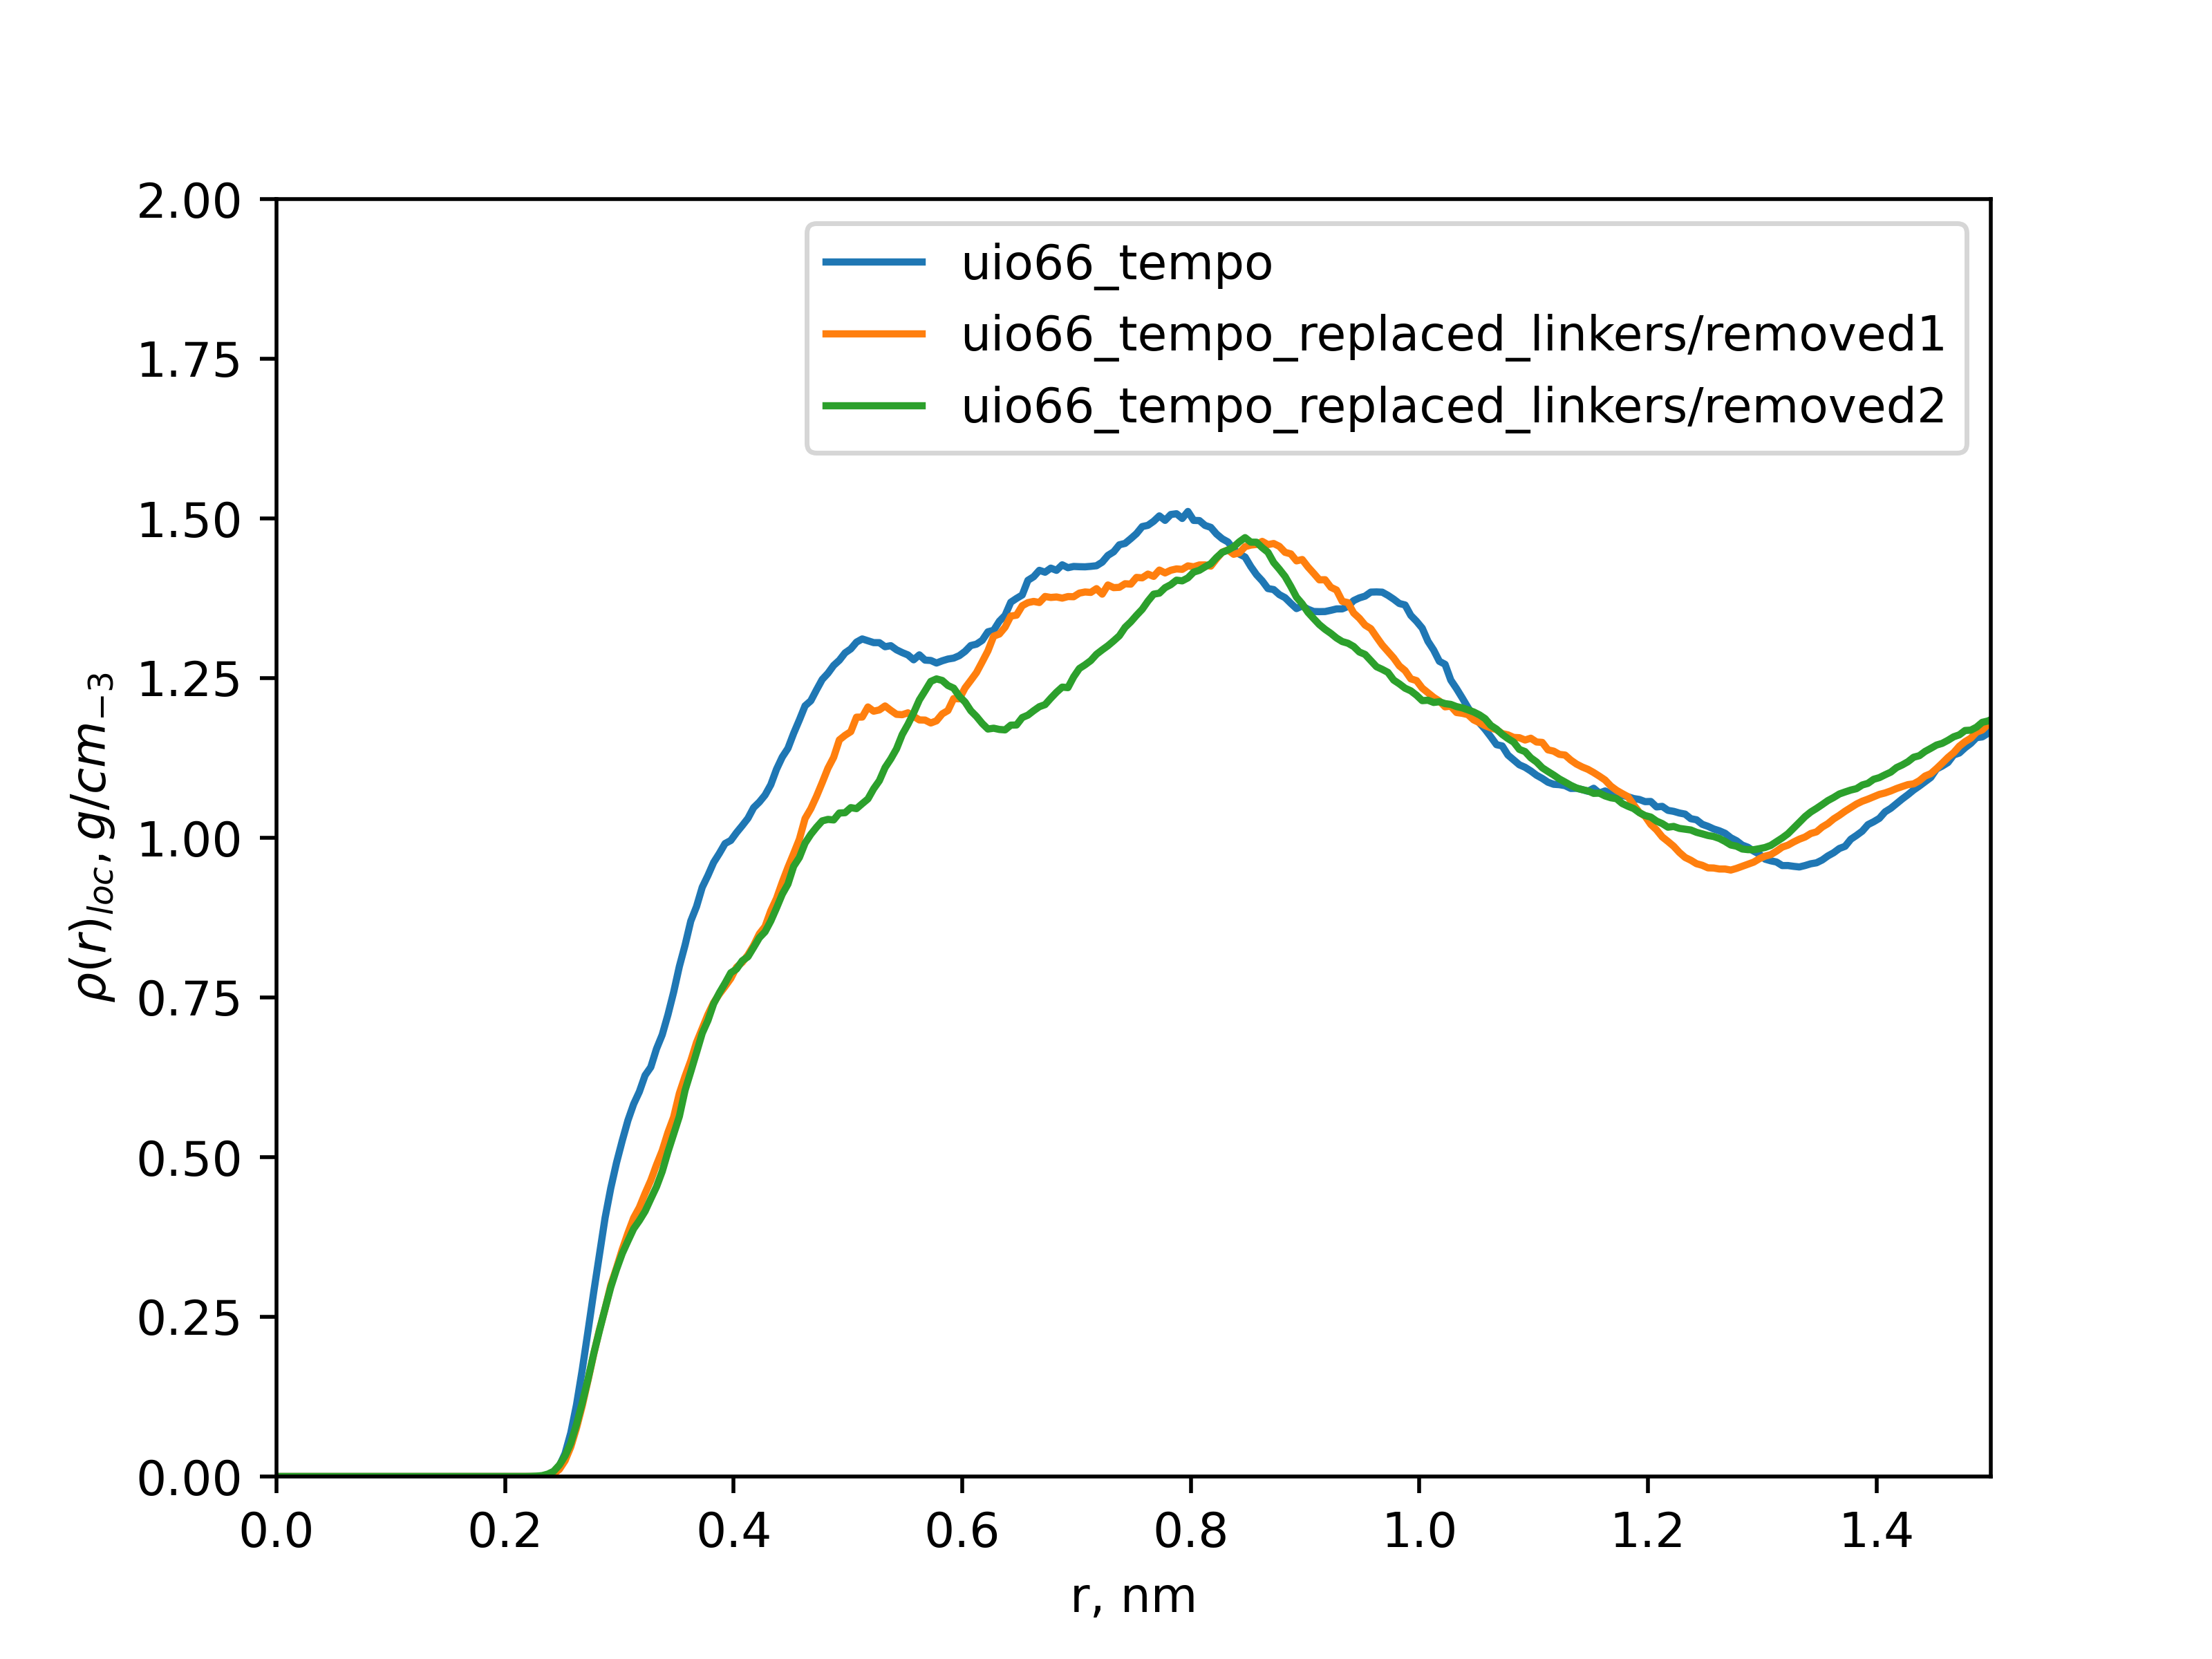 2.00
1.75
1.50
1.25
1.00
0.75
0.50
0.25
0.00
ρ(r)loc, g/cm−3
uio66_tempo
uio66_tempo_replaced_linkers/removed1
uio66_tempo_replaced_linkers/removed2
0.0 0.2 0.4 0.6 0.8 1.0 1.2 1.4
r, nm